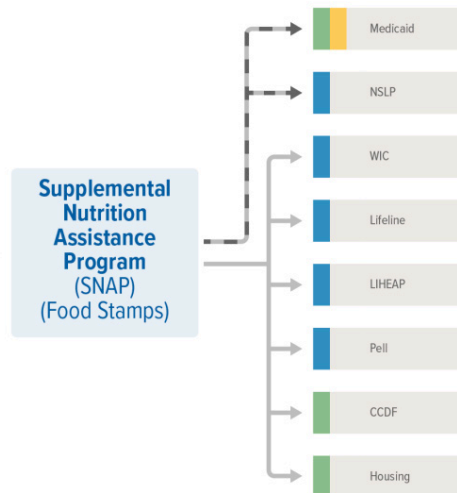 Supplemental
Nutrition
Assistance
Program
(SNAP)
(Food Stamps)
Medicaid
NSLP
WIC
Lifeline
LIHEAP
Pell
CCDF
Housing